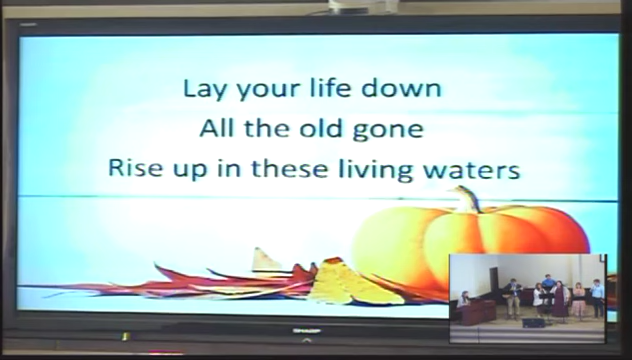 Lay your life down
All the old gone
Rise up in these living waters
SHARP